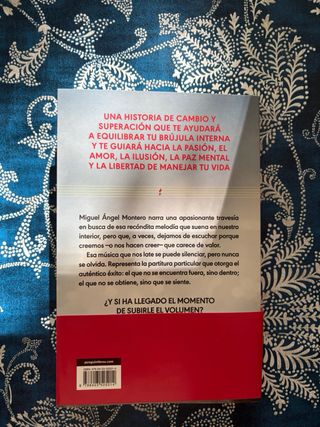 UNA HISTORIA DE CAMBIO Y
SUPERACIÓN QUE TE AYUDARÁ
A EQUILIBRAR TU BRÚJULA INTERNA
Y TE GUIARÁ HACIA LA PASIÓN, EL
AMOR, LA ILUSIÓN, LA PAZ MENTAL
Y LA LIBERTAD DE MANEJAR TU VIDA
Miguel Ángel Montero narra una apasionante travesía
en busca de esa recóndita melodía que suena en nuestro
interior, pero que, a veces, dejamos de escuchar porque
creemos —o nos hacen creer— que carece de valor.
Esa música que nos late se puede silenciar, pero nunca
se olvida. Representa la partitura particular que otorga el
auténtico éxito: el que no se encuentra fuera, sino dentro;
el que no se obtiene, sino que se siente.
¿Y SI HA LLEGADO EL MOMENTO
DE SUBIRLE EL VOLUMEN?
penguinlibros.com